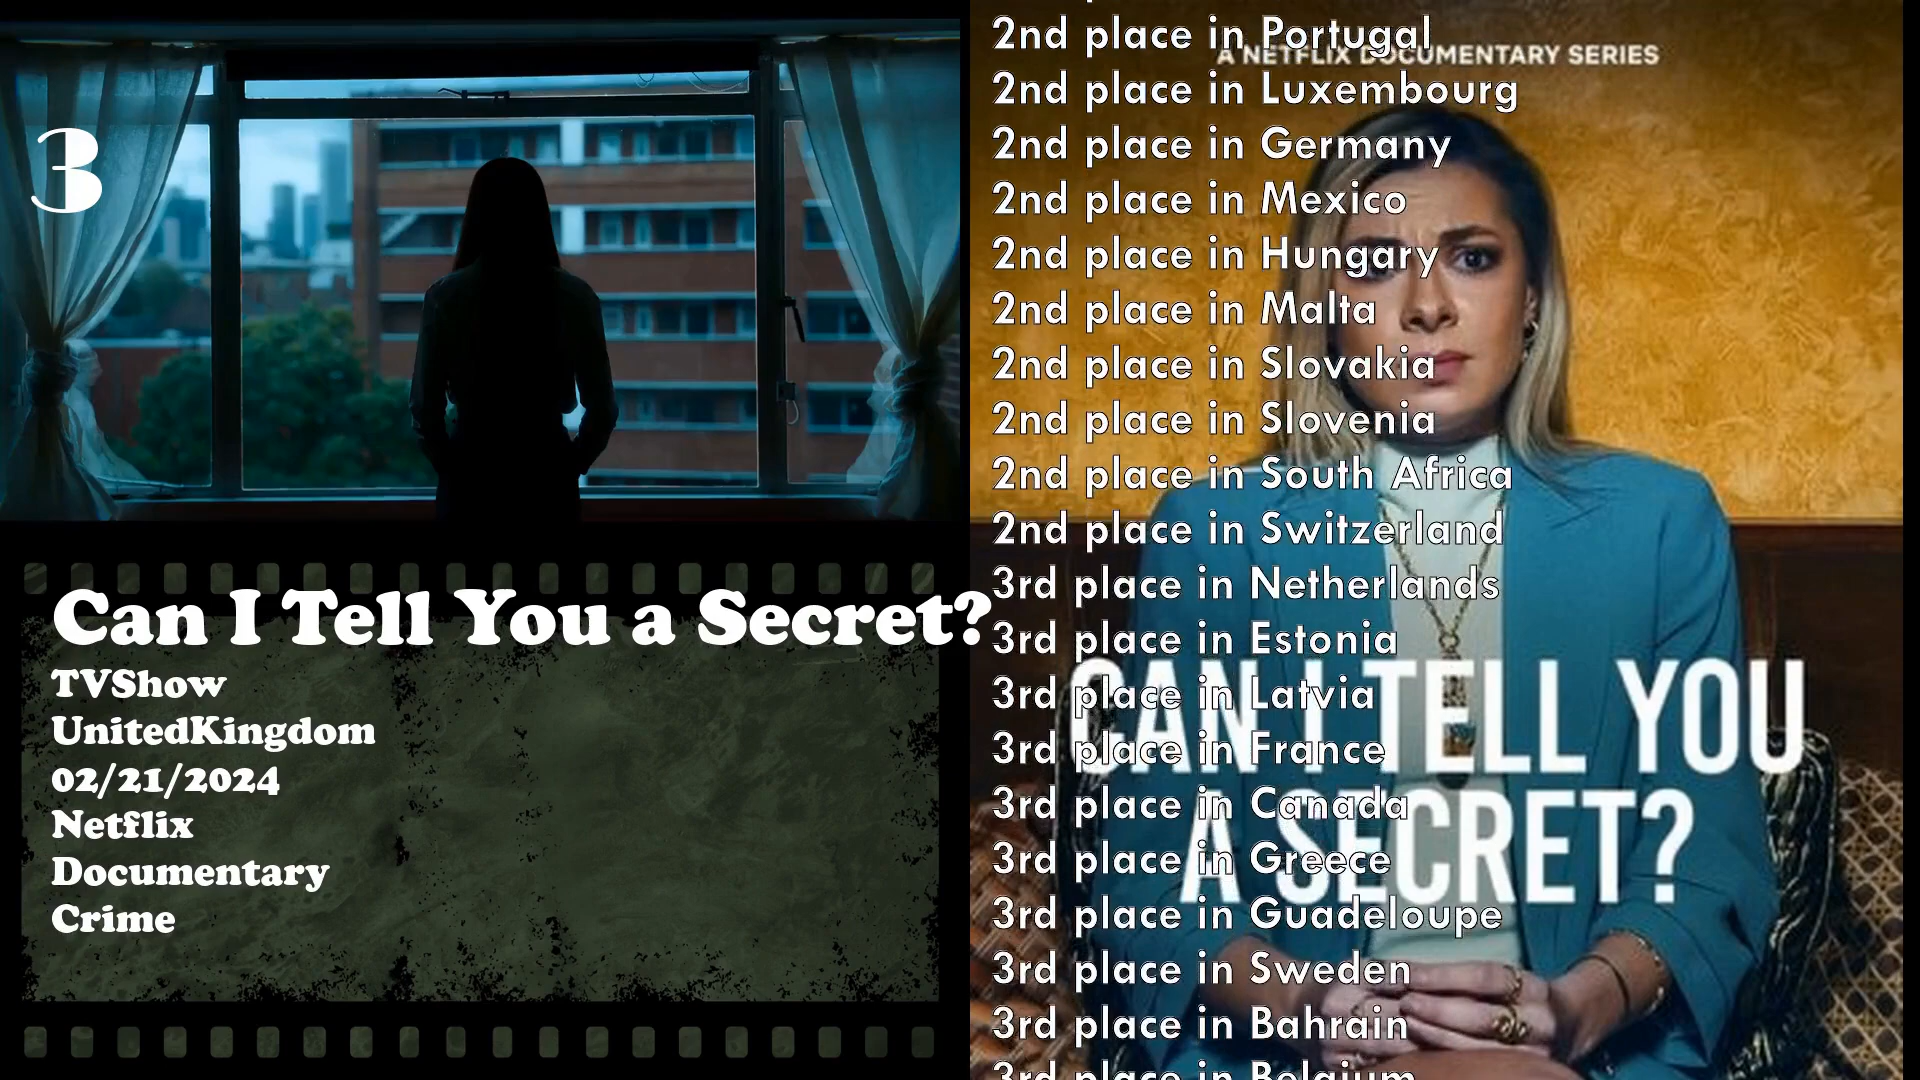 3
Can I Tell You a Secret?
TVShow
UnitedKingdom
02/21/2024
Netflix
Documentary
Crime
2nd place in Portugal
2nd place in Luxembourg
2nd place in Germany
2nd place in Mexico
2nd place in Hungary
2nd place in Malta
2nd place in Slovakia
2nd place in Slovenia
2nd place in South Africa
2nd place in Switzerland
3rd place in Netherlands
3rd place in Estonia
3rd place in Latvia
3rd place in France
3rd place in Canada
3rd place in Greece
3rd place in Guadeloupe
3rd place in Sweden
3rd place in Bahrain
3rd place in Belgium
A NETFLIX DOCUMENTARY SERIES
CAN I TELL YOU
A SECRET?